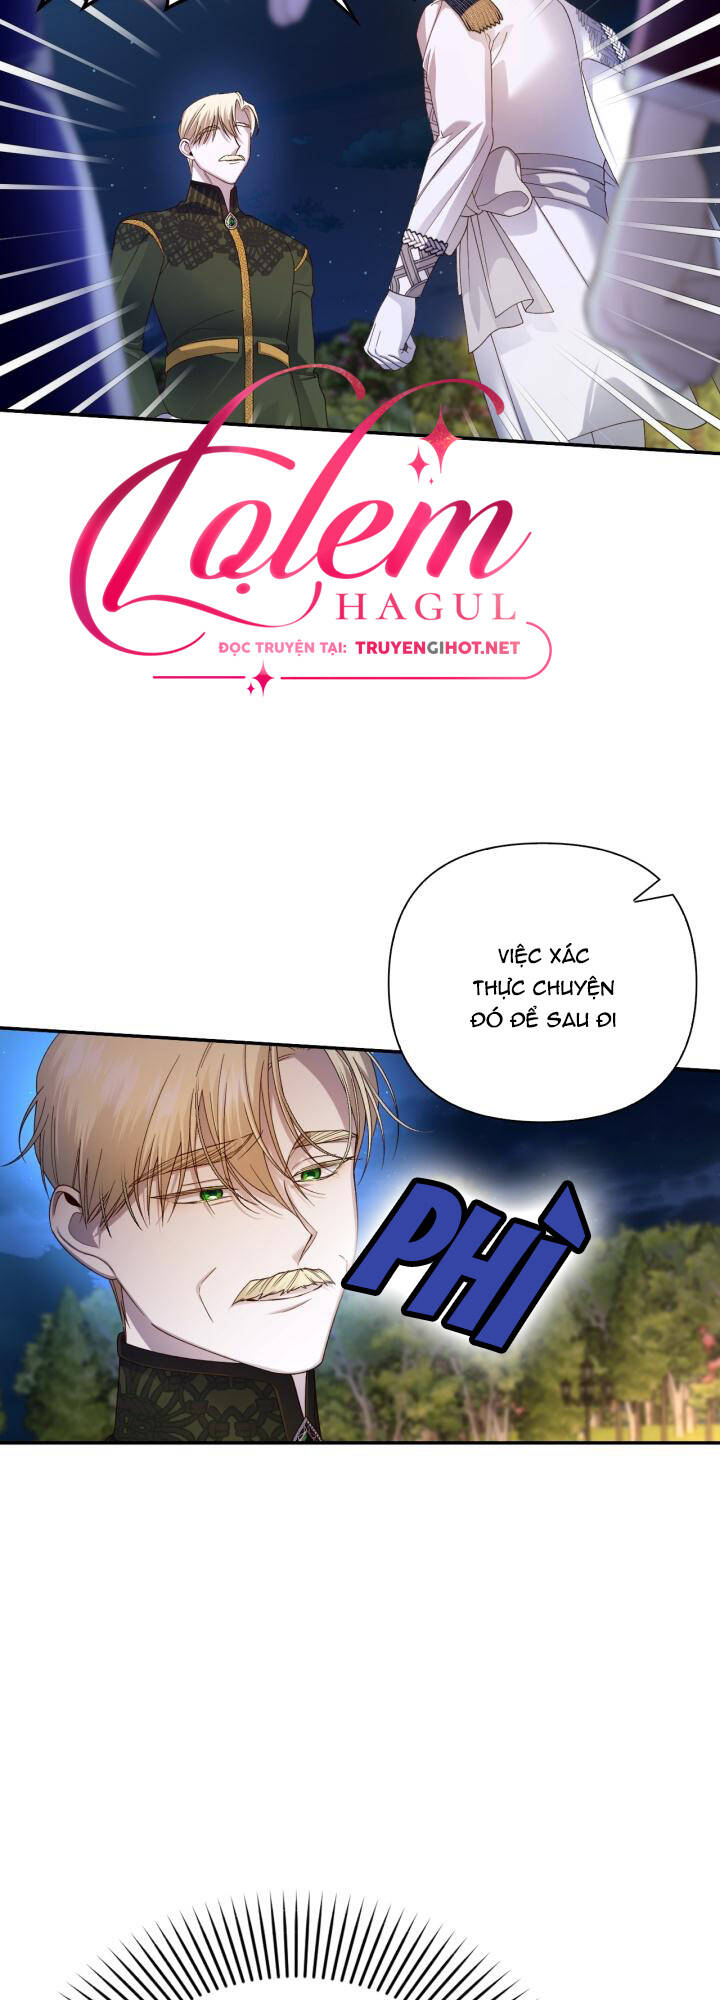 Lọlem
HAGUL
ĐỌC TRUYỆN TẠI: TRUYENGIHOT.NET
VIỆC XÁC
THỰC CHUYỆN
ĐÓ ĐỂ SAU ĐI
PHÌ